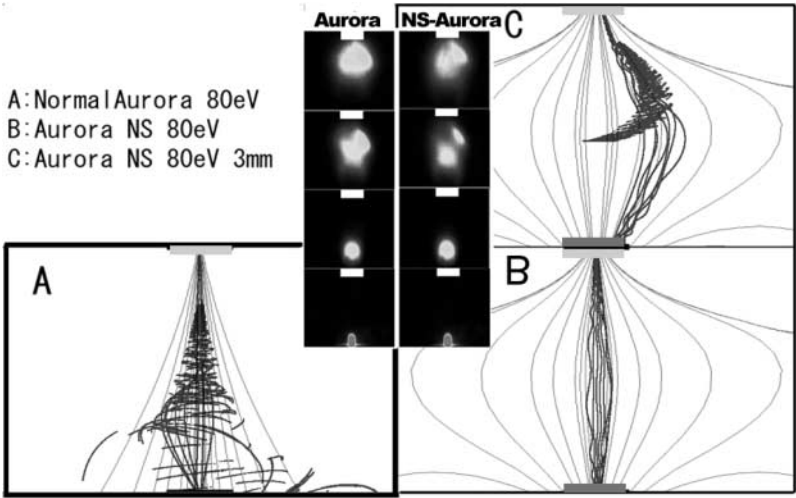 Aurora NS-Aurora
C
A:NormalAurora 80eV
B:Aurora NS 80eV
C:Aurora NS 80eV 3mm
A
B